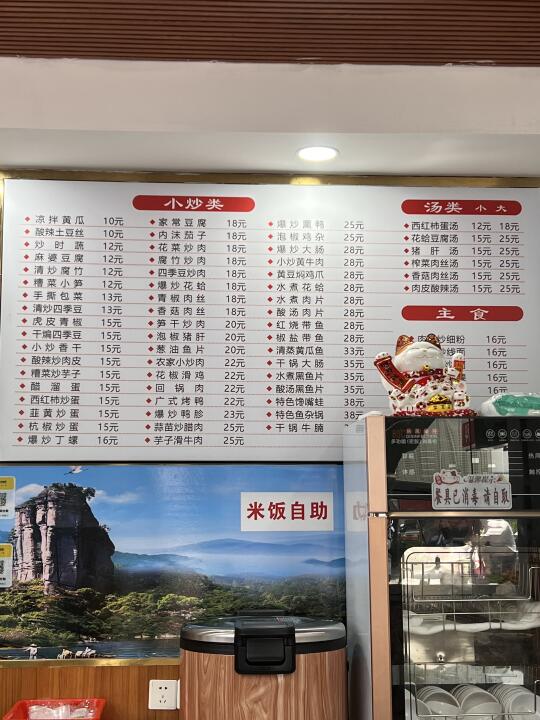 小炒类
凉拌黄瓜 10元
酸辣土豆丝 10元
炒时蔬 12元
麻婆豆腐 12元
清炒腐竹 12元
糟菜小笋 12元
手撕包菜 13元
清炒四季豆 13元
虎皮青椒 15元
干煸四季豆 15元
小炒香干 15元
酸辣炒肉皮 15元
糟菜炒芋子 15元
醋溜蛋 15元
西红柿炒蛋 15元
韭黄炒蛋 15元
杭椒炒蛋 15元
爆炒丁螺 16元
家常豆腐 18元
内沫茄子 18元
花菜炒肉 18元
腐竹炒肉 18元
四季豆炒肉 18元
爆炒花蛤 18元
青椒肉丝 18元
香菇肉丝 18元
笋干炒肉 20元
泡椒猪肝 20元
葱油鱼片 20元
农家小炒肉 22元
花椒滑鸡 22元
回锅肉 22元
广式烤鸭 22元
爆炒鸭胗 23元
蒜苗炒腊肉 25元
芋子滑牛肉 25元
爆炒熏鸭 25元
泡椒鸡杂 25元
爆炒大肠 28元
小炒黄牛肉 28元
黄豆焖鸡爪 28元
水煮花蛤 28元
水煮肉片 28元
酸汤肉片 28元
红烧带鱼 28元
椒盐带鱼 28元
清蒸黄瓜鱼 33元
干锅大肠 35元
水煮黑鱼片 35元
酸汤黑鱼片 35元
特色馋嘴蛙 38元
特色鱼杂锅 38元
干锅牛腩
汤类 小 大
西红柿蛋汤 12元 18元
花蛤豆腐汤 15元 25元
猪肝汤 15元 25元
榨菜肉丝汤 15元 25元
香菇肉丝汤 15元 25元
肉皮酸辣汤 15元 25元
主食
细粉 16元
16元
16元
16元
米饭自助
餐具已消毒 请自取